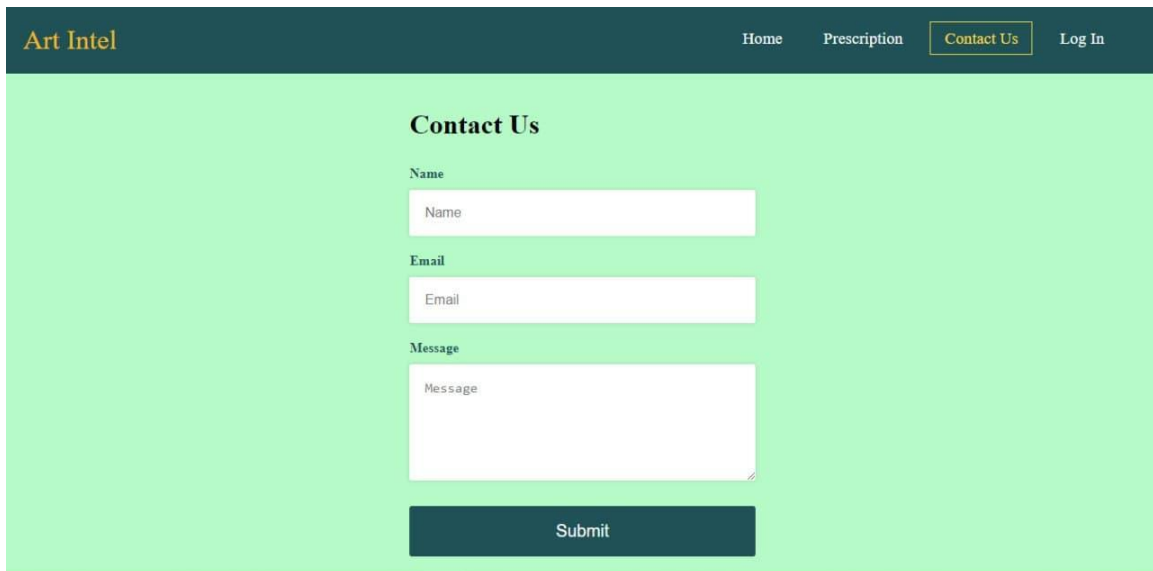 Art Intel
Home Prescription Contact Us Log In
Contact Us
Name
Name
Email
Email
Message
Message
Submit